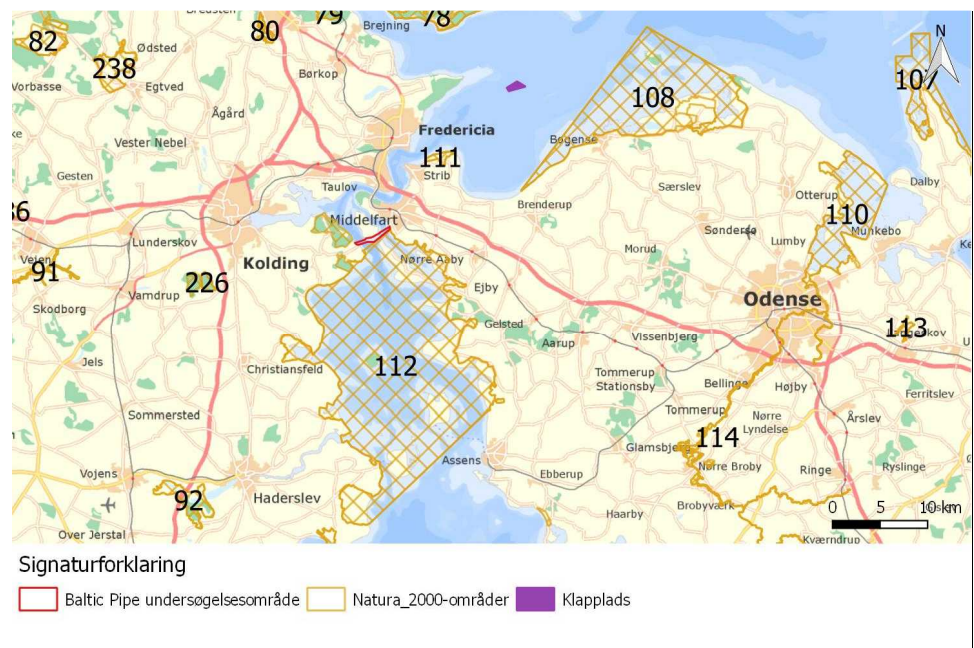 Bredsten
79
78
80
Brejning
N
82
Ødsted
238
Børkop
107
Vorbasse
Egtved
108
Ågård
Fredericia
Vester Nebel
Bogense
111
Gesten
Strib
Taulov
Særslev
Dalby
Otterup
Brenderup
36
Middelfart
110
Sønderso
Lumby
Munkebo
Lunderskov
Morud
Vejen
Kolding
Nørre Aaby
91
226
Ejby
Vamdrup
Odense
Skodborg
Gelsted
113
Vissenbjerg
Aarup
Jels
Christiansfeld
112
Tommerup
Stationsby
Bellinge
Højby
Ferritslev
Sommersted
Tommerup
Nørre
Lyndelse
Årslev
114
Glamsbjerg
Assens
Vojens
Nørre Broby
Ringe
Ryslinge
Ebberup
92
Haderslev
Haarby
Brobyværk
0 5 10 km
Over Jerstal
Kværndrup
Signaturforklaring
Baltic Pipe undersøgelsesområde Natura_2000-områder Klapplads